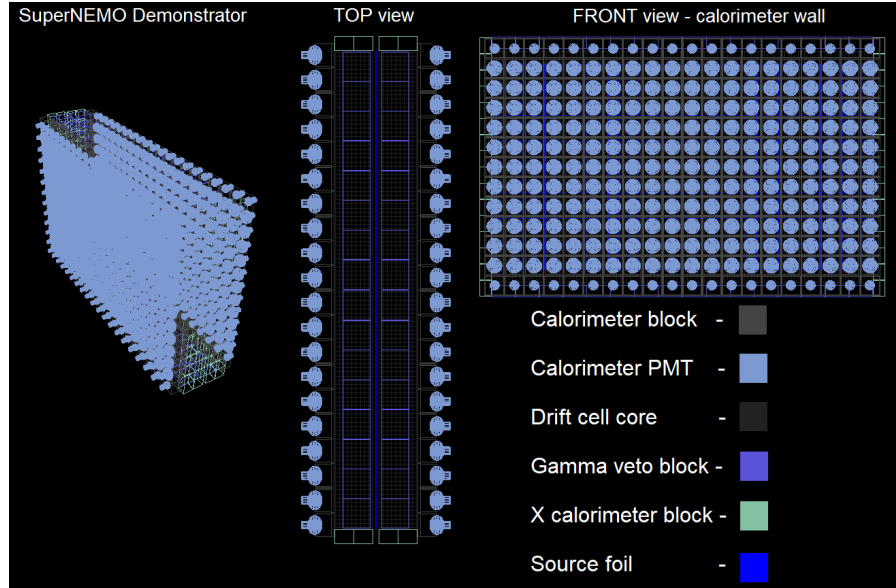 SuperNEMO Demonstrator
TOP view
FRONT view - calorimeter wall
Calorimeter block -
Calorimeter PMT -
Drift cell core -
Gamma veto block -
X calorimeter block -
Source foil -